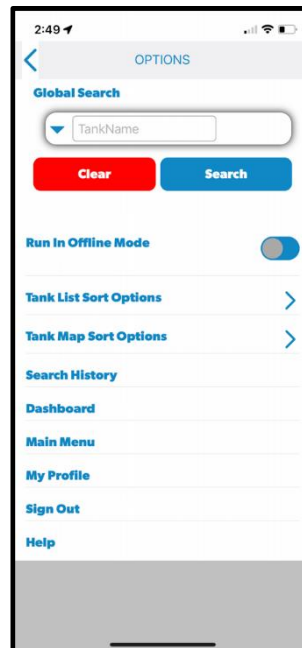 2:49
OPTIONS
Global Search
TankName
Clear Search
Run In Offline Mode
Tank List Sort Options
Tank Map Sort Options
Search History
Dashboard
Main Menu
My Profile
Sign Out
Help